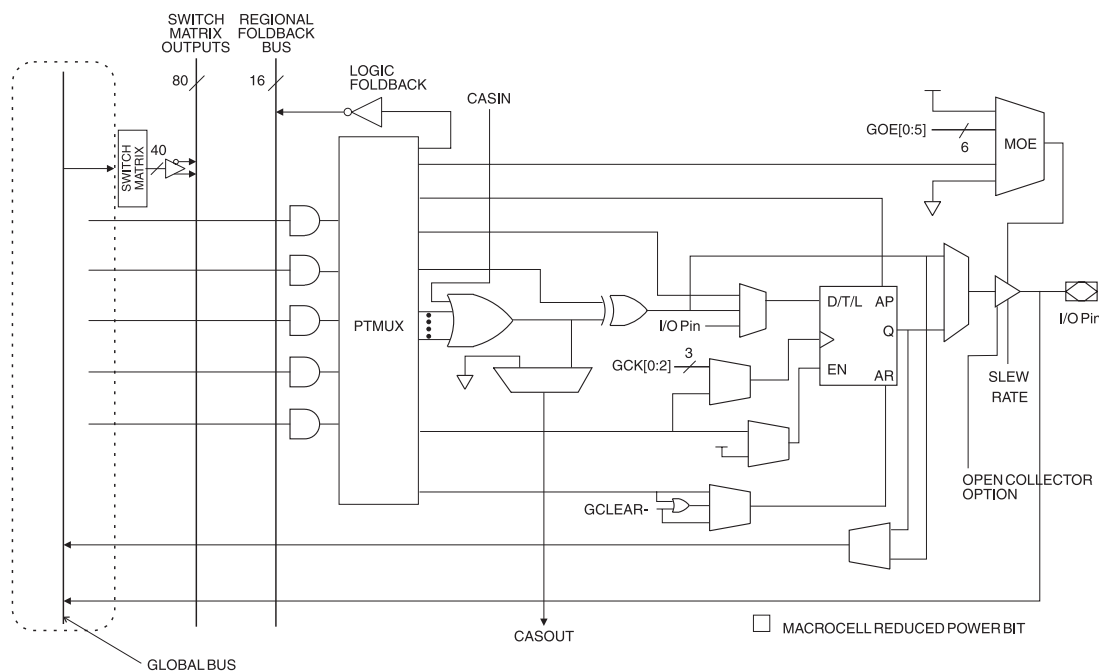 SWITCH
MATRIX
OUTPUTS
REGIONAL
FOLDBACK
BUS
80
16
LOGIC
FOLDBACK
CASIN
GOE[0:5]
6
MOE
SWITCH
MATRIX
40
PTMUX
D/T/L
AP
Q
EN
AR
I/O Pin
I/O Pin
GCK[0:2]
3
SLEW
RATE
OPEN COLLECTOR
OPTION
GCLEAR-
CASOUT
MACROCELL REDUCED POWER BIT
GLOBAL BUS